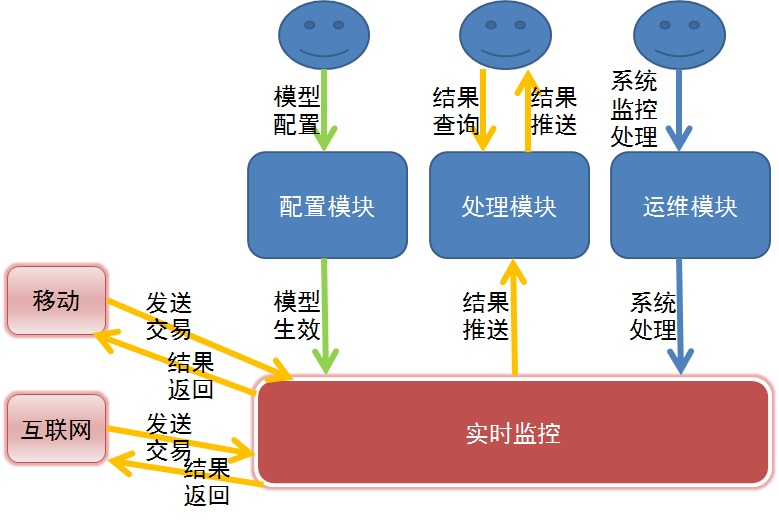 模型
配置
结果
查询
结果
推送
系统
监控
处理
配置模块
处理模块
运维模块
移动
发送
交易
结果
返回
模型
生效
结果
推送
系统
处理
互联网
发送
交易
结果
返回
实时监控